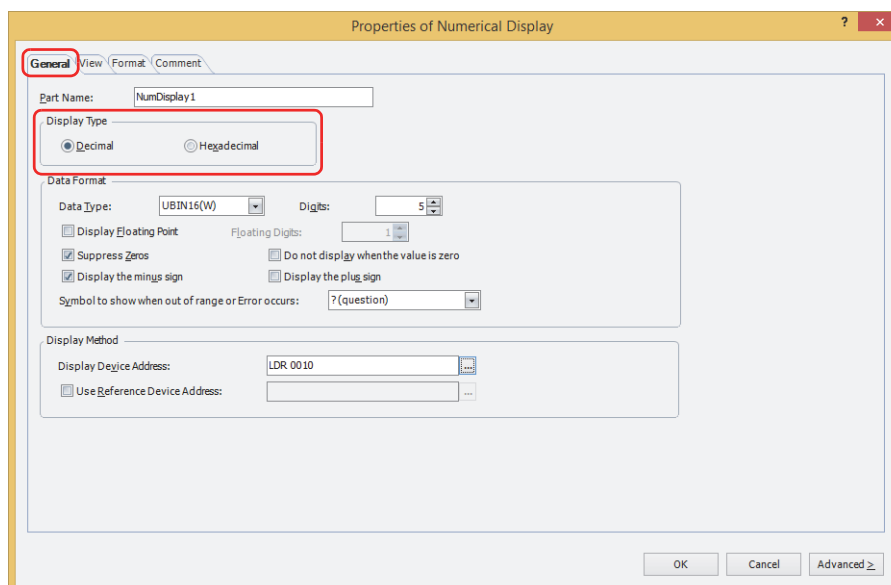 Properties of Numerical Display ?
General View Format Comment
Part Name: NumDisplay1
Display Type
Decimal Hexadecimal
Data Format
Data Type: UBIN16(W) Digits: 5
Display Floating Point Floating Digits: 1
Suppress Zeros Do not display when the value is zero
Display the minus sign Display the plus sign
Symbol to show when out of range or Error occurs: ? (question)
Display Method
Display Device Address: LDR 0010 ...
Use Reference Device Address: ...
OK Cancel Advanced >